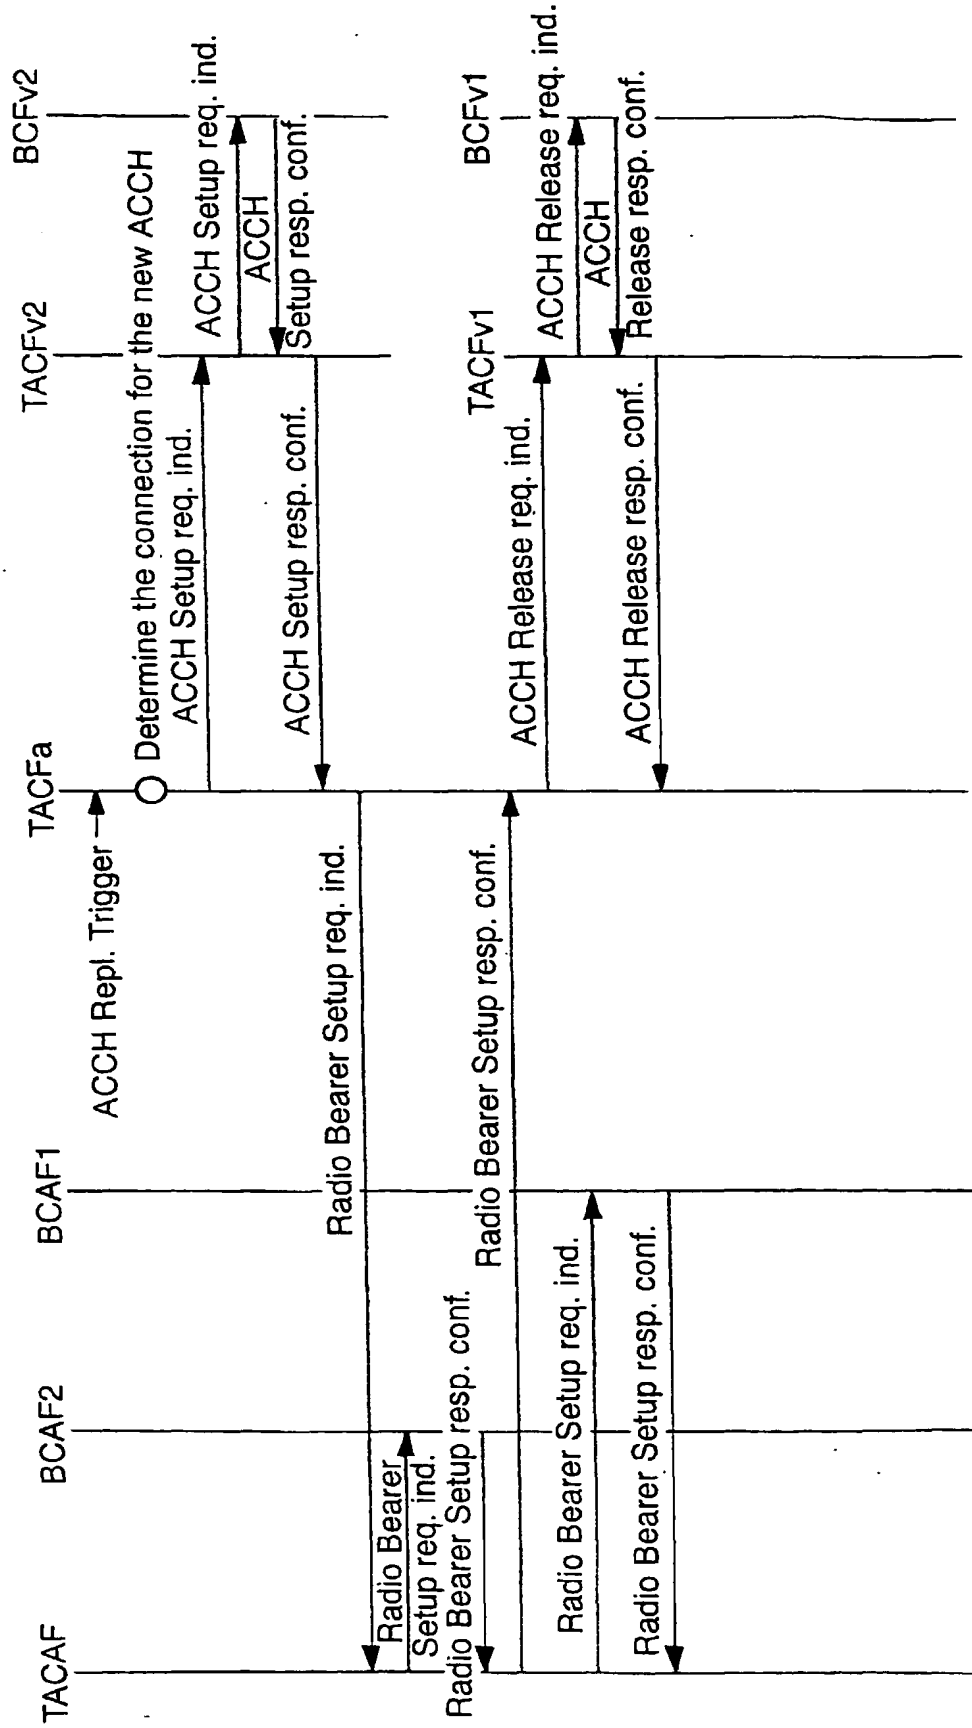 TACAF
BCAF2
BCAF1
TACFa
TACFv2
BCFv2
ACCH Repl. Trigger
Determine the connection for the new ACCH
ACCH Setup req. ind.
ACCH Setup req. ind.
ACCH
Setup resp. conf.
ACCH Setup resp. conf.
Radio Bearer Setup req. ind.
Radio Bearer
Setup req. ind.
Radio Bearer Setup resp. conf.
Radio Bearer Setup resp. conf.
TACFv1
BCFv1
ACCH Release req. ind.
ACCH Release req. ind.
ACCH
Release resp. conf.
ACCH Release resp. conf.
Radio Bearer Setup req. ind.
Radio Bearer Setup resp. conf.